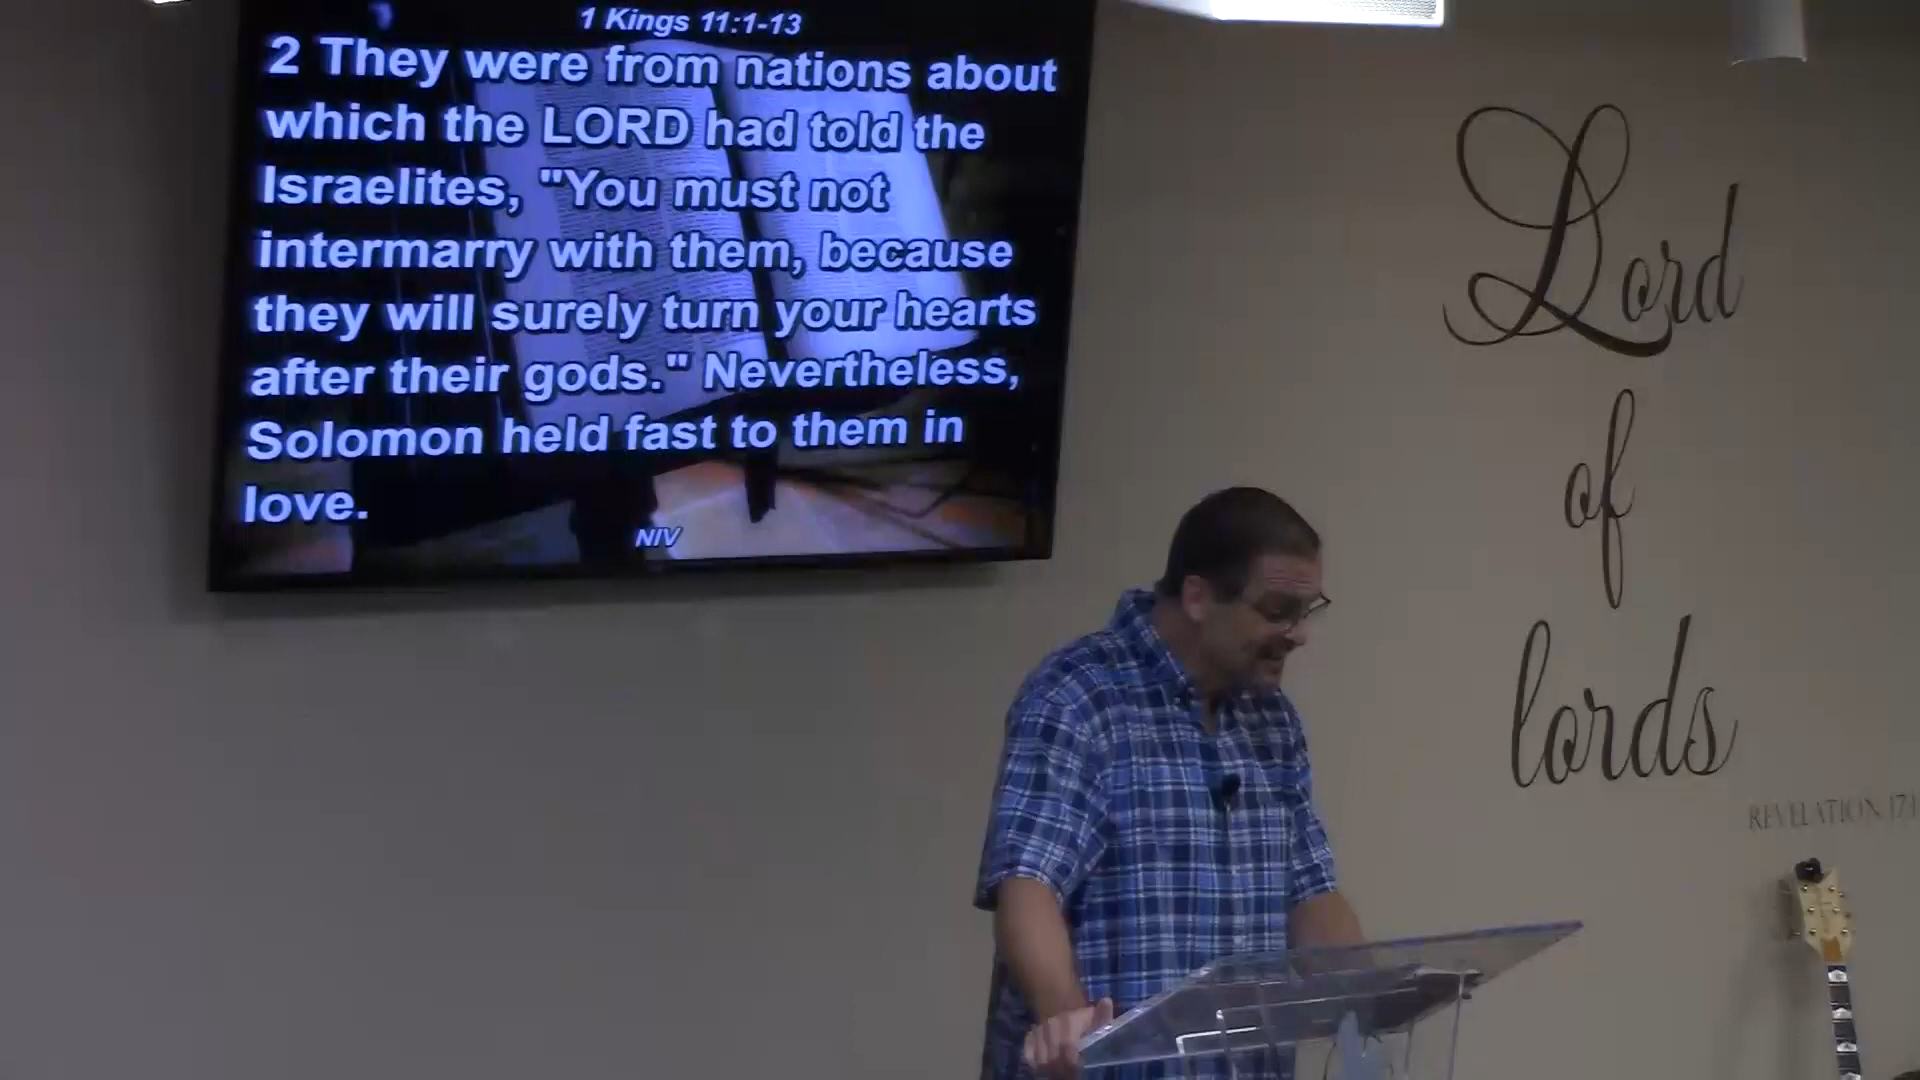 1 Kings 11:1-13
2 They were from nations about
which the LORD had told the
Israelites, "You must not
intermarry with them, because
they will surely turn your hearts
after their gods." Nevertheless,
Solomon held fast to them in
love.
NIV
Lord
of
lords
REVELATION